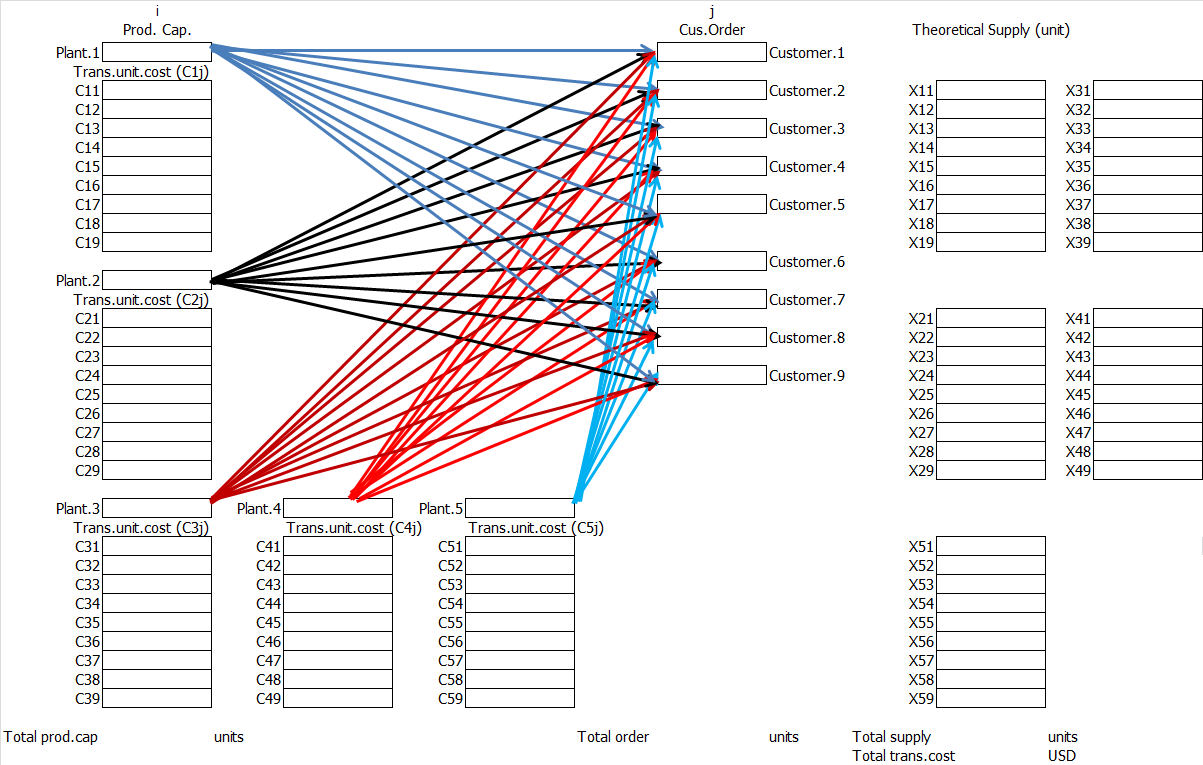 i j
Prod. Cap. Cus.Order Theoretical Supply (unit)
Plant.1 Customer.1
Trans.unit.cost (C1j)
C11 Customer.2 X11 X31
C12 X12 X32
C13 Customer.3 X13 X33
C14 X14 X34
C15 Customer.4 X15 X35
C16 X16 X36
C17 Customer.5 X17 X37
C18 X18 X38
C19 X19 X39
Customer.6
Plant.2
Trans.unit.cost (C2j) Customer.7
C21 X21 X41
C22 Customer.8 X22 X42
C23 X23 X43
C24 Customer.9 X24 X44
C25 X25 X45
C26 X26 X46
C27 X27 X47
C28 X28 X48
C29 X29 X49
Plant.3 Plant.4 Plant.5
Trans.unit.cost (C3j) Trans.unit.cost (C4j) Trans.unit.cost (C5j)
C31 C41 C51 X51
C32 C42 C52 X52
C33 C43 C53 X53
C34 C44 C54 X54
C35 C45 C55 X55
C36 C46 C56 X56
C37 C47 C57 X57
C38 C48 C58 X58
C39 C49 C59 X59
Total prod.cap units Total order units Total supply units
Total trans.cost USD